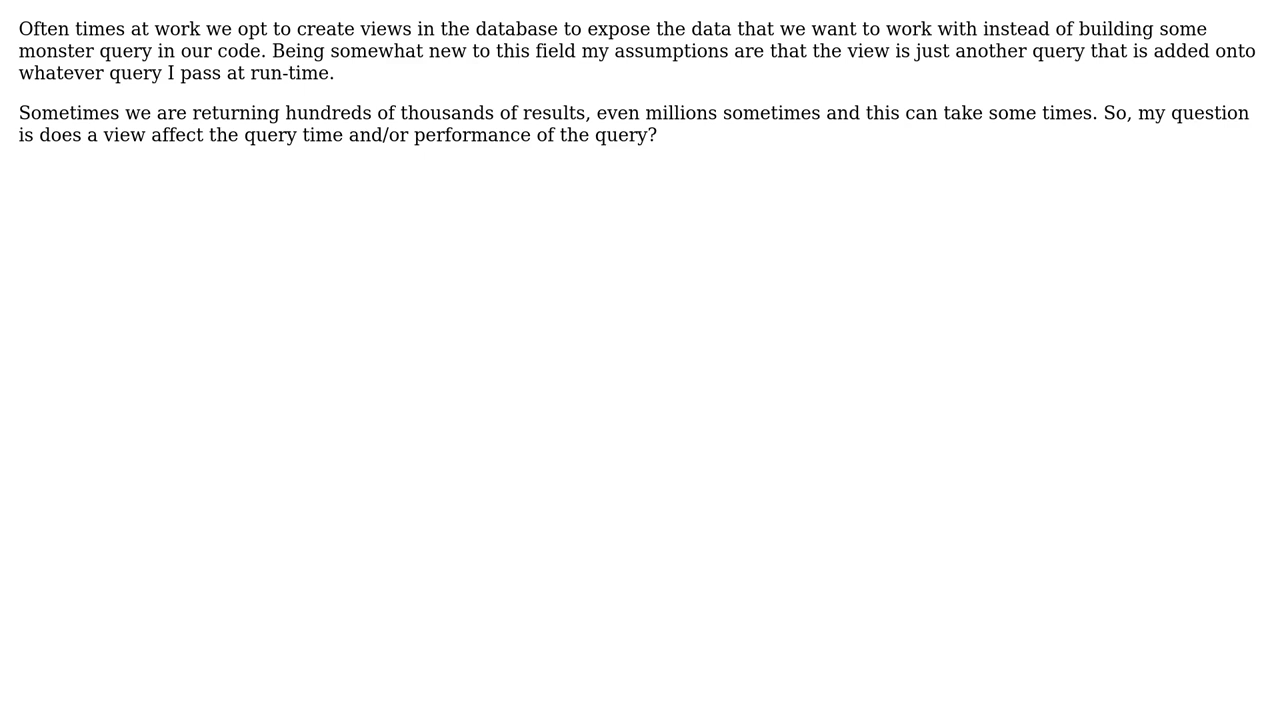 Often times at work we opt to create views in the database to expose the data that we want to work with instead of building some
monster query in our code. Being somewhat new to this field my assumptions are that the view is just another query that is added onto
whatever query I pass at run-time.
Sometimes we are returning hundreds of thousands of results, even millions sometimes and this can take some times. So, my question
is does a view affect the query time and/or performance of the query?